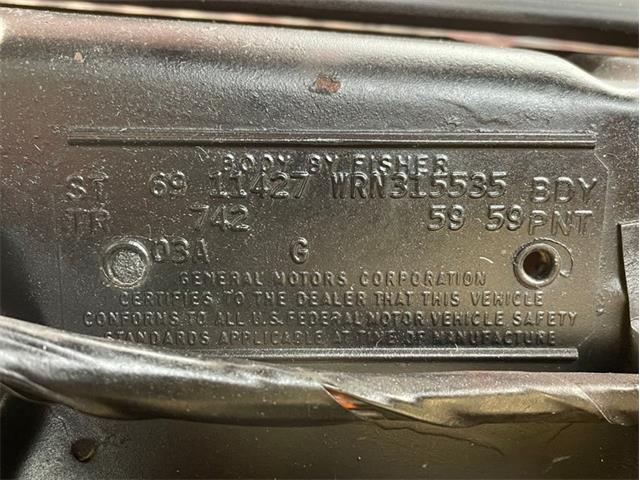 BODY BY FISHER
ST 69 11427 WRN315535 BDY
TR 742 59 59 PNT
03A G
GENERAL MOTORS CORPORATION
CERTIFIES TO THE DEALER THAT THIS VEHICLE
CONFORMS TO ALL U.S. FEDERAL MOTOR VEHICLE SAFETY
STANDARDS APPLICABLE AT TIME OF MANUFACTURE